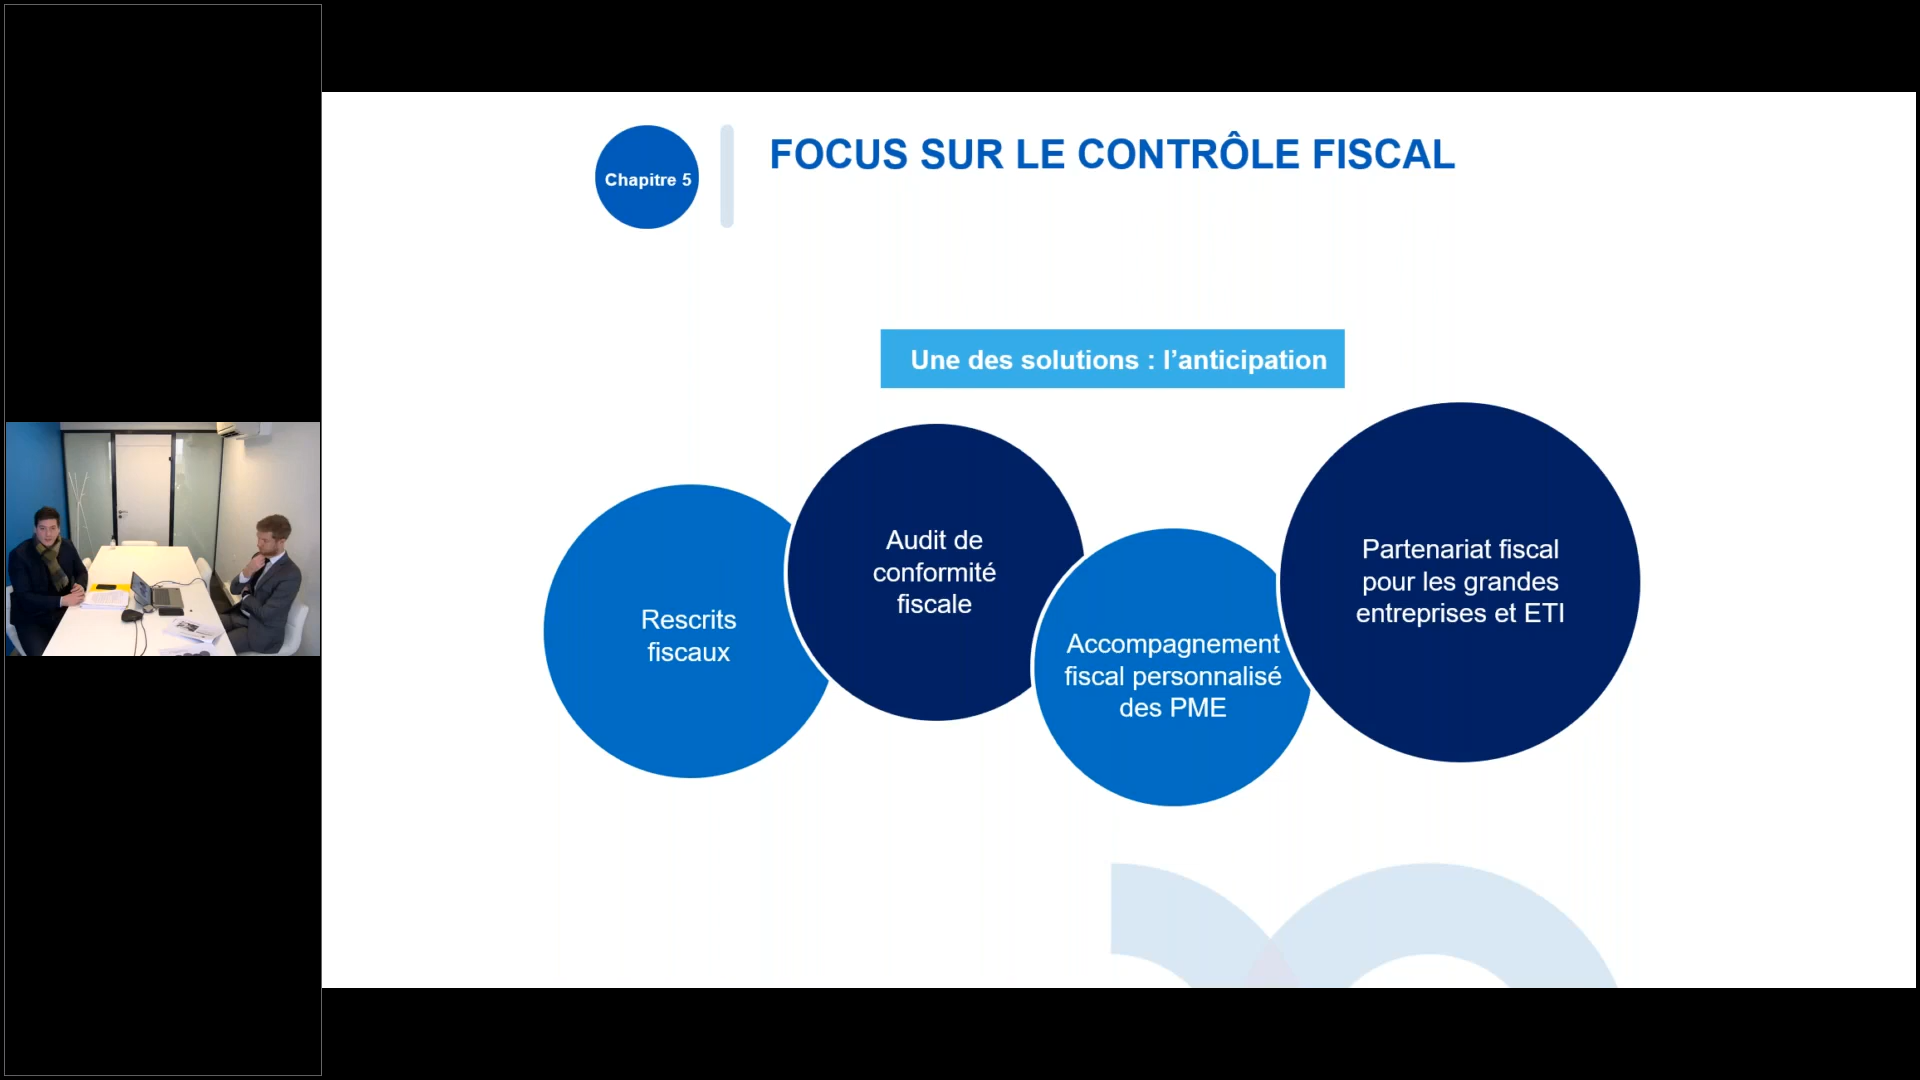 Chapitre 5
FOCUS SUR LE CONTRÔLE FISCAL
Une des solutions : l’anticipation
Rescrits
fiscaux
Audit de
conformité
fiscale
Accompagnement
fiscal personnalisé
des PME
Partenariat fiscal
pour les grandes
entreprises et ETI